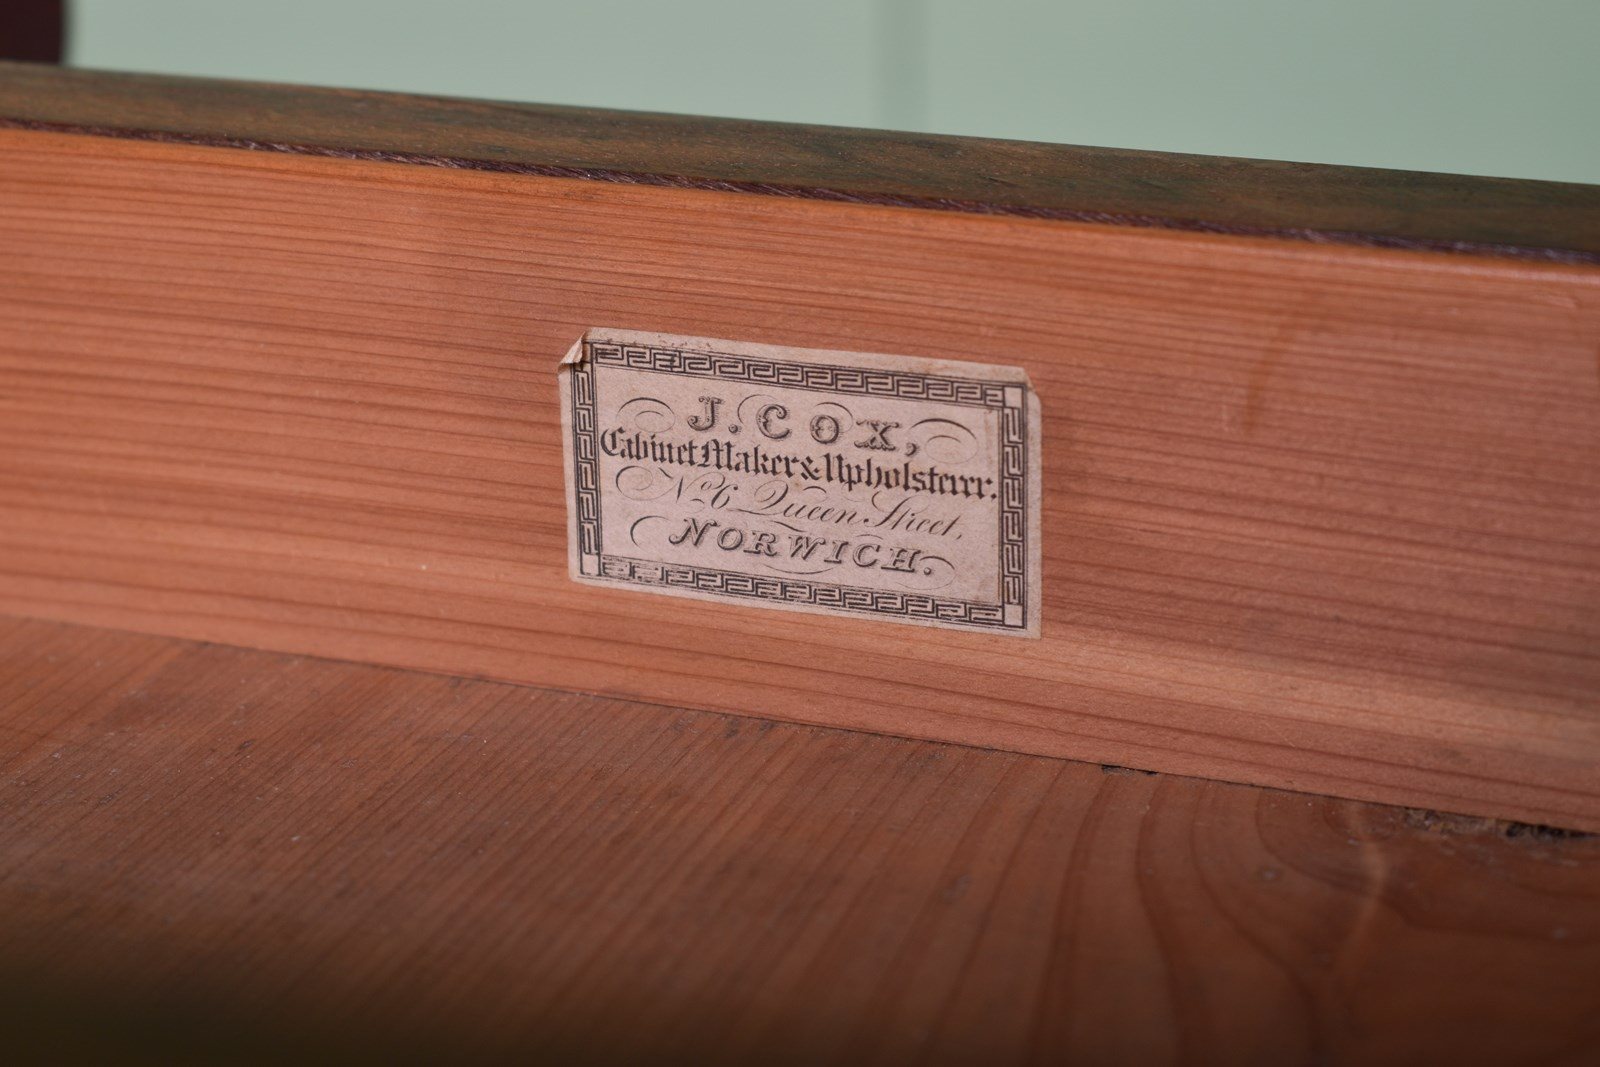 J. COX,
Cabinet Maker & Upholsterer.
No. 6 Queen Street,
NORWICH.